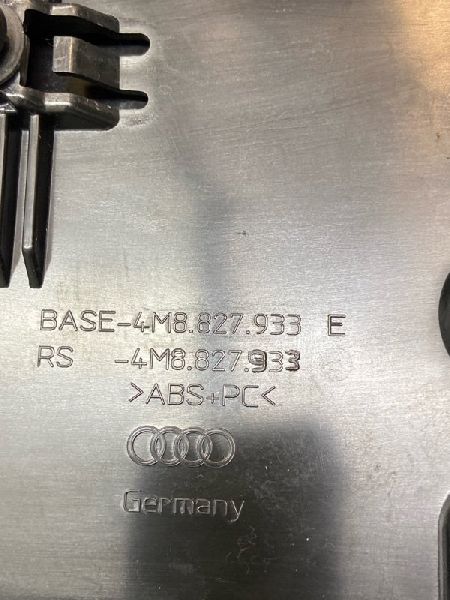 BASE-4M8.827.933 E
RS -4M8.827.933
>ABS+PC<
Germany